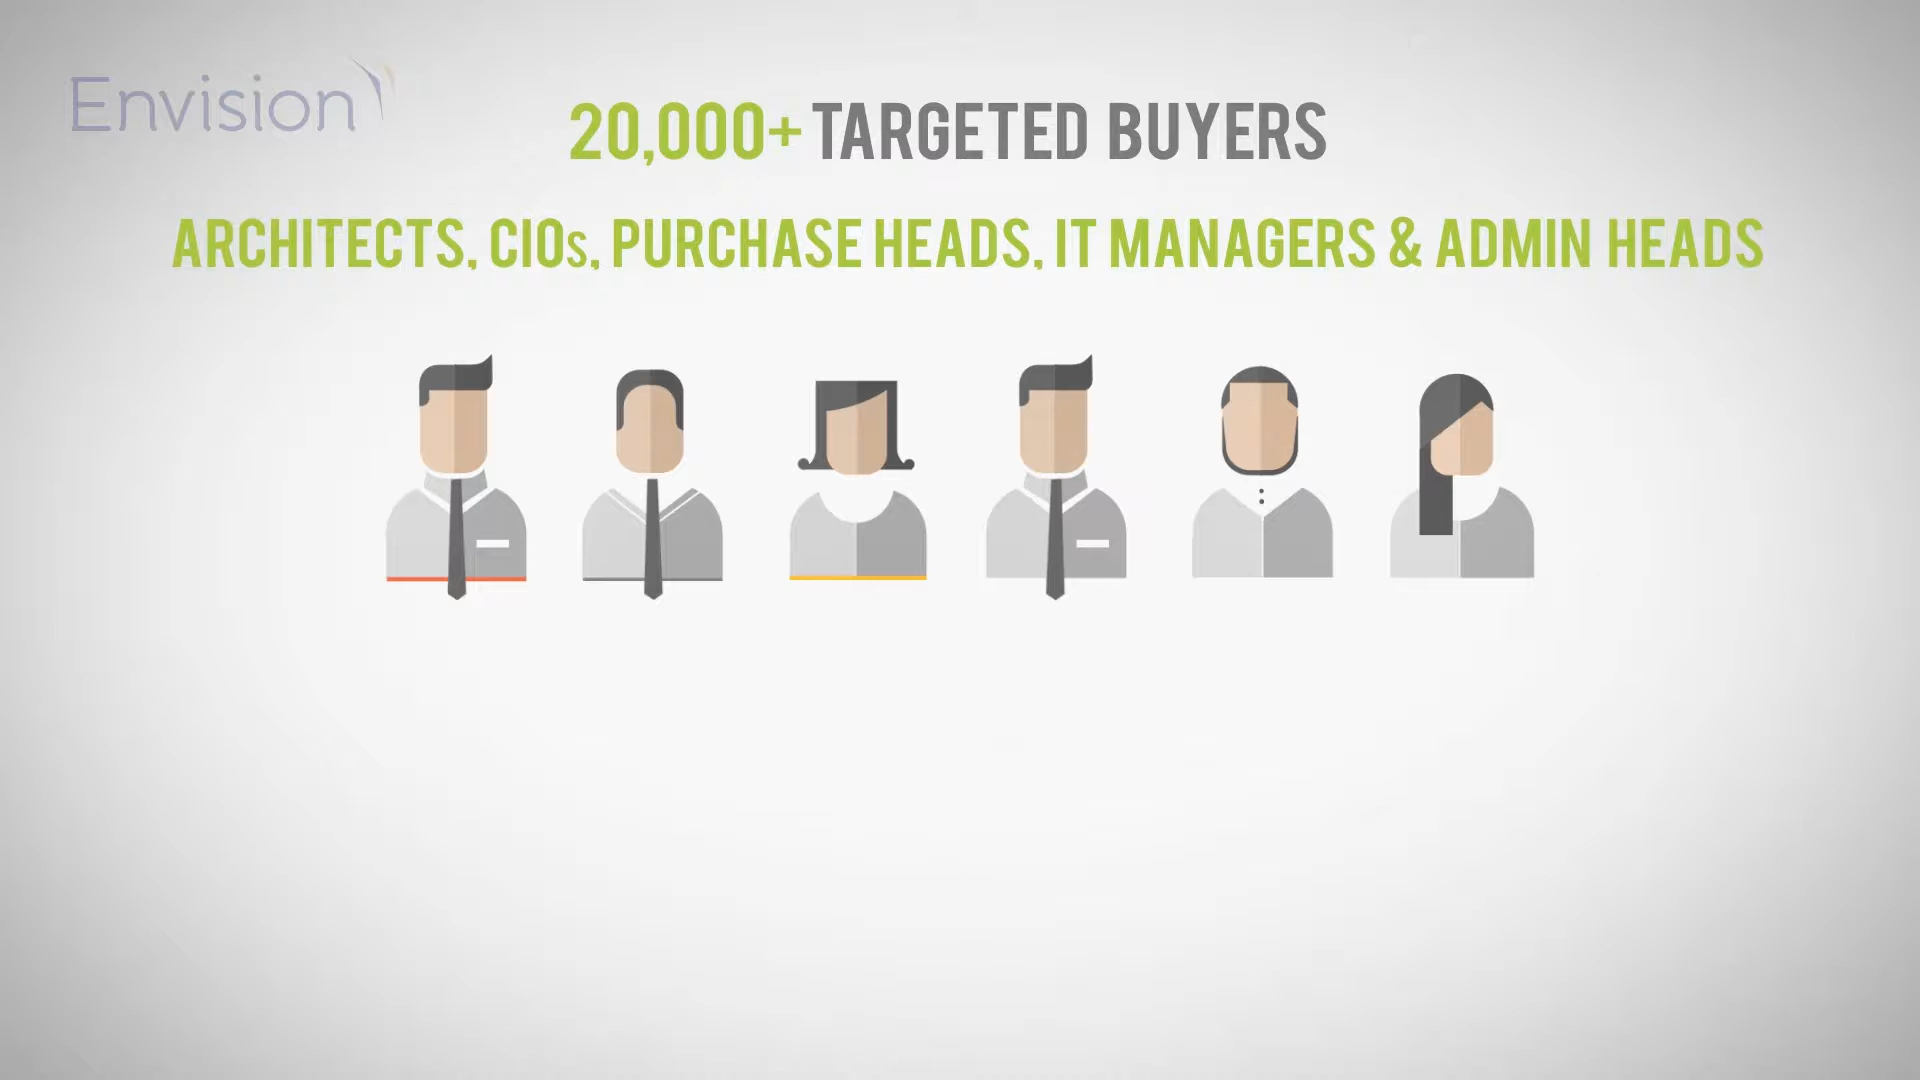 Envision
20,000+ TARGETED BUYERS
ARCHITECTS, CIOs, PURCHASE HEADS, IT MANAGERS & ADMIN HEADS